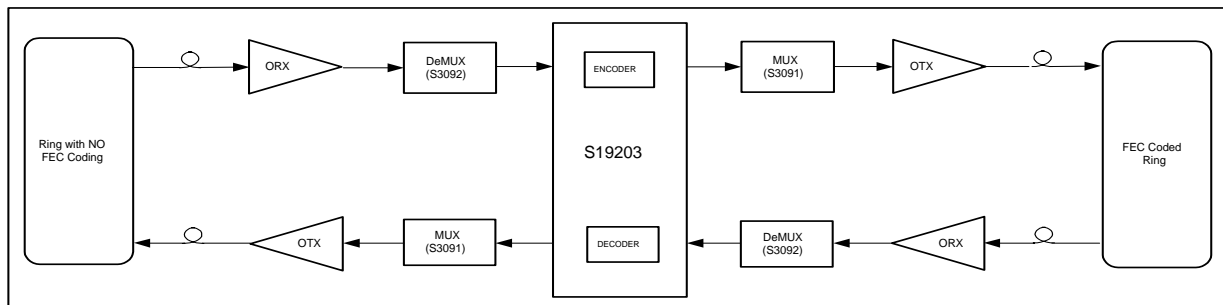 ORX
DeMUX
(S3092)
ENCODER
MUX
(S3091)
OTX
Ring with NO
FEC Coding
S19203
FEC Coded
Ring
OTX
MUX
(S3091)
DECODER
DeMUX
(S3092)
ORX